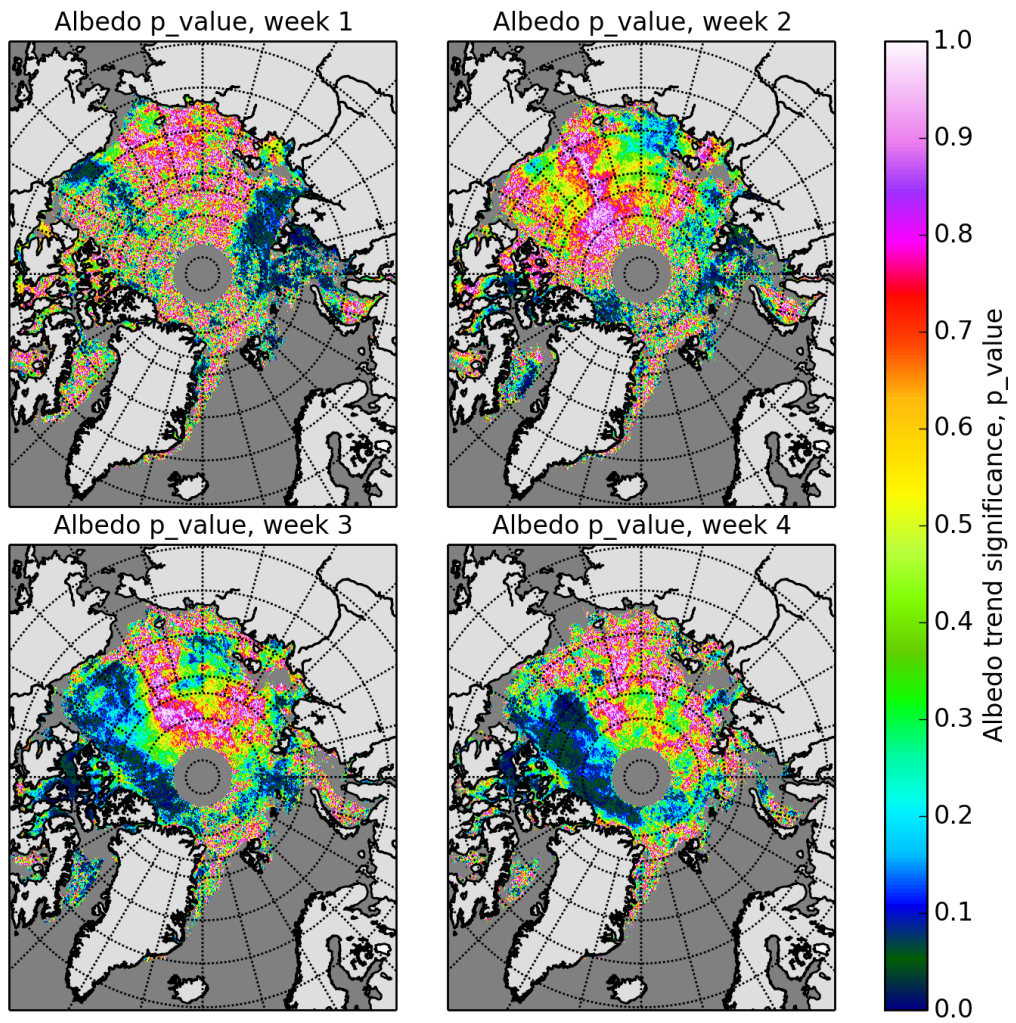 Albedo p_value, week 1
Albedo p_value, week 2
Albedo p_value, week 3
Albedo p_value, week 4
1.0
0.9
0.8
0.7
0.6
0.5
0.4
0.3
0.2
0.1
0.0
Albedo trend significance, p_value